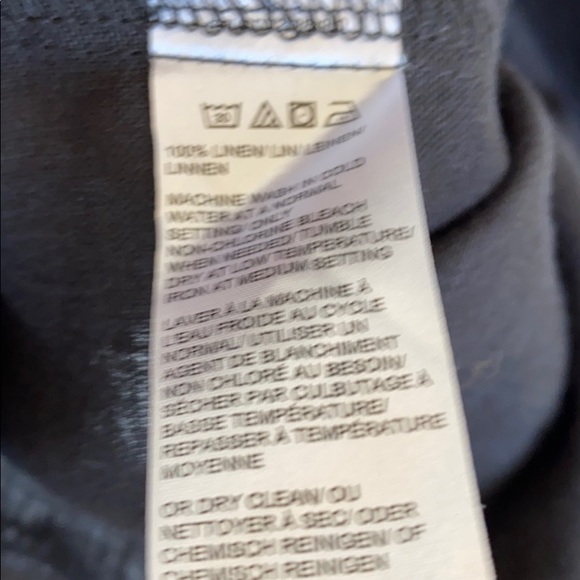 30
100% LINEN/LIN/LEINEN/
LINNEN
MACHINE WASH IN COLD
WATER AT A NORMAL
SETTING/ ONLY
NON-CHLORINE BLEACH
WHEN NEEDED/ TUMBLE
DRY AT LOW TEMPERATURE/
IRON AT MEDIUM SETTING
LAVER À LA MACHINE À
L'EAU FROIDE AU CYCLE
NORMAL/ UTILISER UN
AGENT DE BLANCHIMENT
NON CHLORÉ AU BESOIN/
SÉCHER PAR CULBUTAGE À
BASSE TEMPÉRATURE/
REPASSER À TEMPÉRATURE
MOYENNE
OR DRY CLEAN/ OU
NETTOYER À SEC/ ODER
CHEMISCH REINIGEN/ OF
CHEMISCH REINIGEN